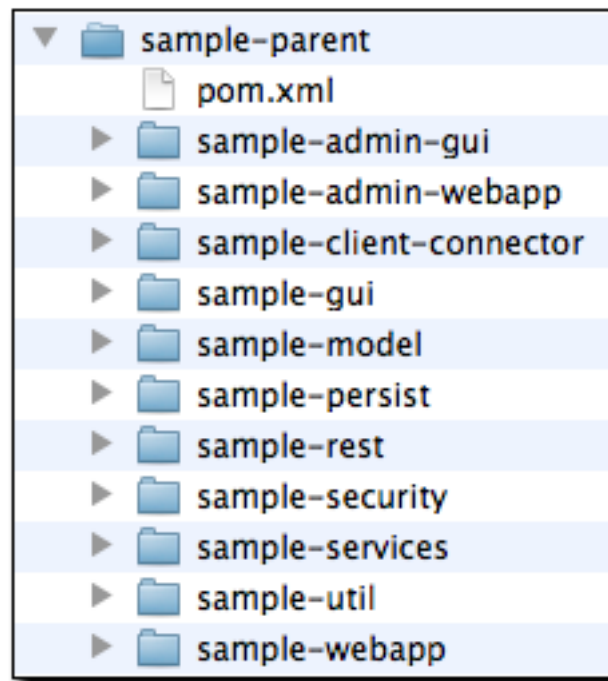 sample-parent
pom.xml
sample-admin-gui
sample-admin-webapp
sample-client-connector
sample-gui
sample-model
sample-persist
sample-rest
sample-security
sample-services
sample-util
sample-webapp